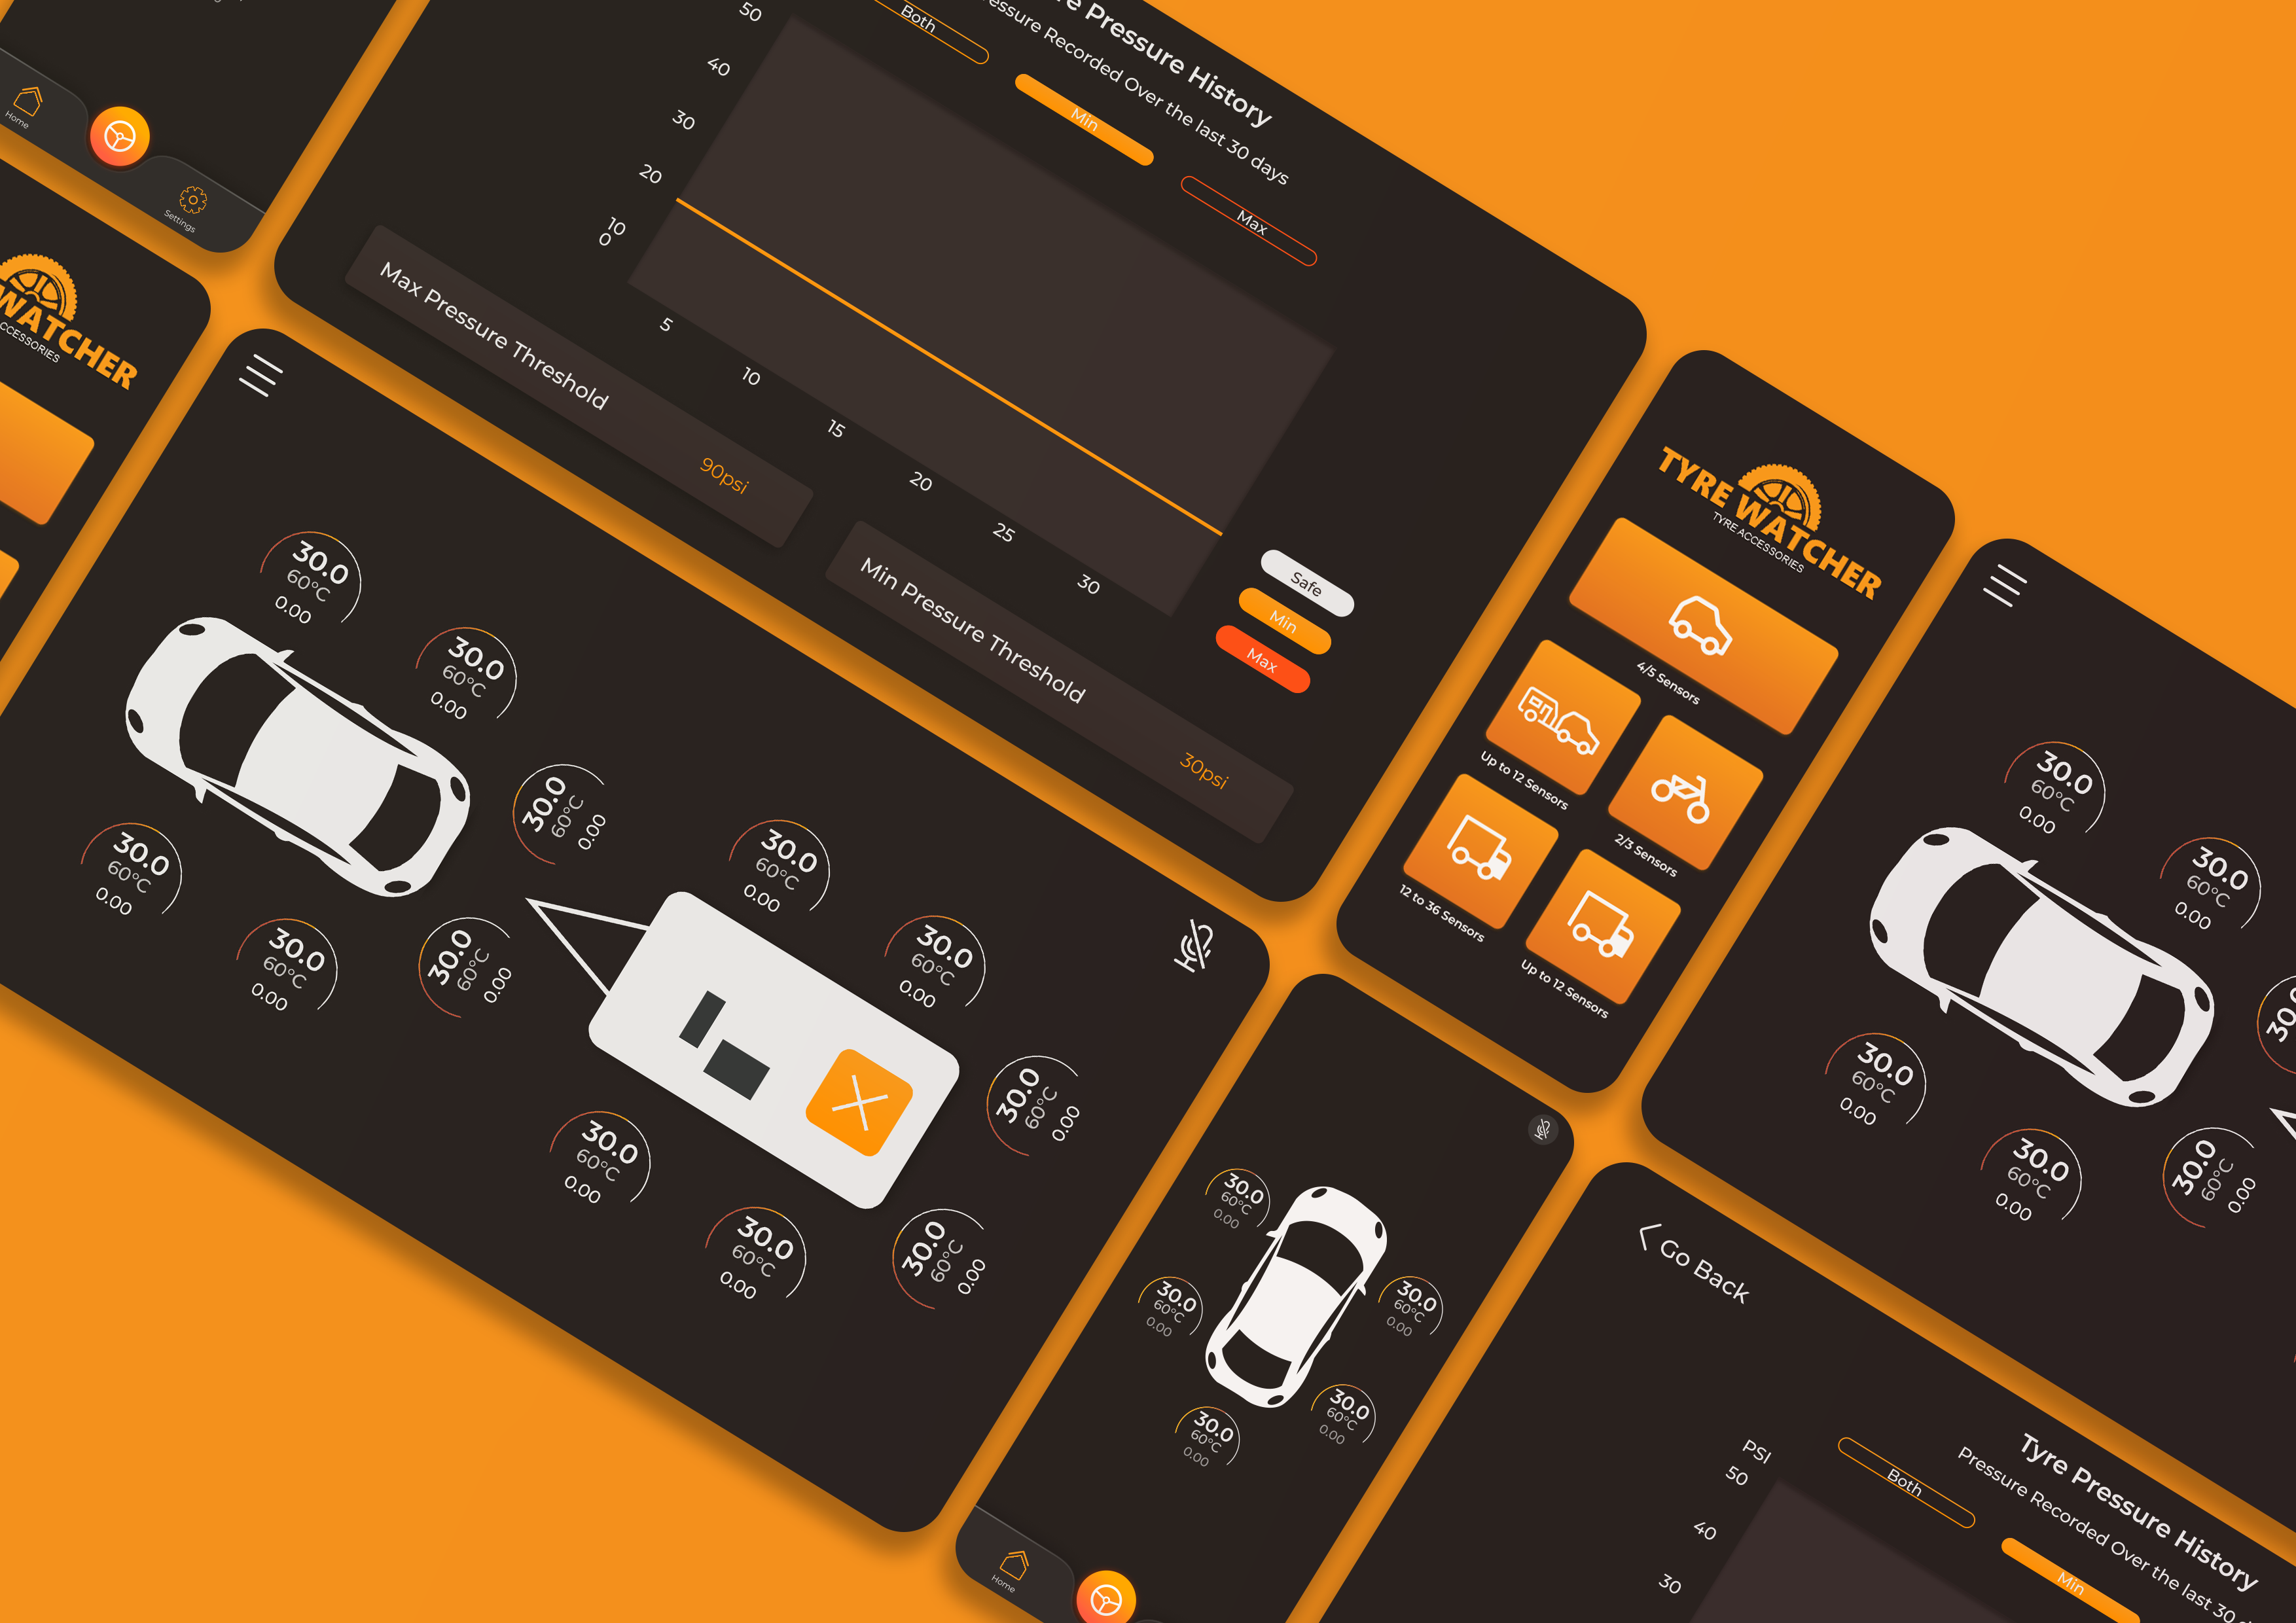 Home
Settings
WATCHER
50
40
30
20
10
0
5
10
15
20
25
30
Pressure History
Pressure Recorded Over the last 30 days
Both
Min
Max
Max Pressure Threshold
90psi
Min Pressure Threshold
30psi
Safe
Min
Max
30.0
60°C
0.00
30.0
60°C
0.00
30.0
60°C
0.00
30.0
60°C
0.00
30.0
60°C
0.00
30.0
60°C
0.00
30.0
60°C
0.00
30.0
60°C
0.00
30.0
60°C
0.00
30.0
60°C
0.00
30.0
60°C
0.00
30.0
60°C
0.00
TYRE WATCHER
TYRE ACCESSORIES
4/5 Sensors
Up to 12 Sensors
2/3 Sensors
12 to 36 Sensors
Up to 12 Sensors
30.0
60°C
0.00
30.0
60°C
0.00
30.0
60°C
0.00
30.0
60°C
0.00
30.0
60°C
0.00
Home
30.0
60°C
0.00
30.0
60°C
0.00
30.0
60°C
0.00
30.0
60°C
0.00
30.0
60°C
0.00
Go Back
Tyre Pressure History
Pressure Recorded Over the last 30
PSI
50
40
30
Both
Min